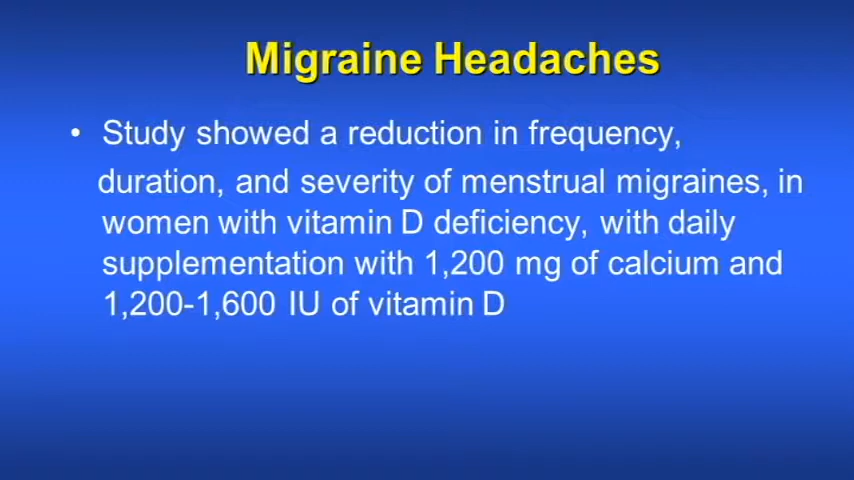 Migraine Headaches
• Study showed a reduction in frequency,
duration, and severity of menstrual migraines, in
women with vitamin D deficiency, with daily
supplementation with 1,200 mg of calcium and
1,200-1,600 IU of vitamin D